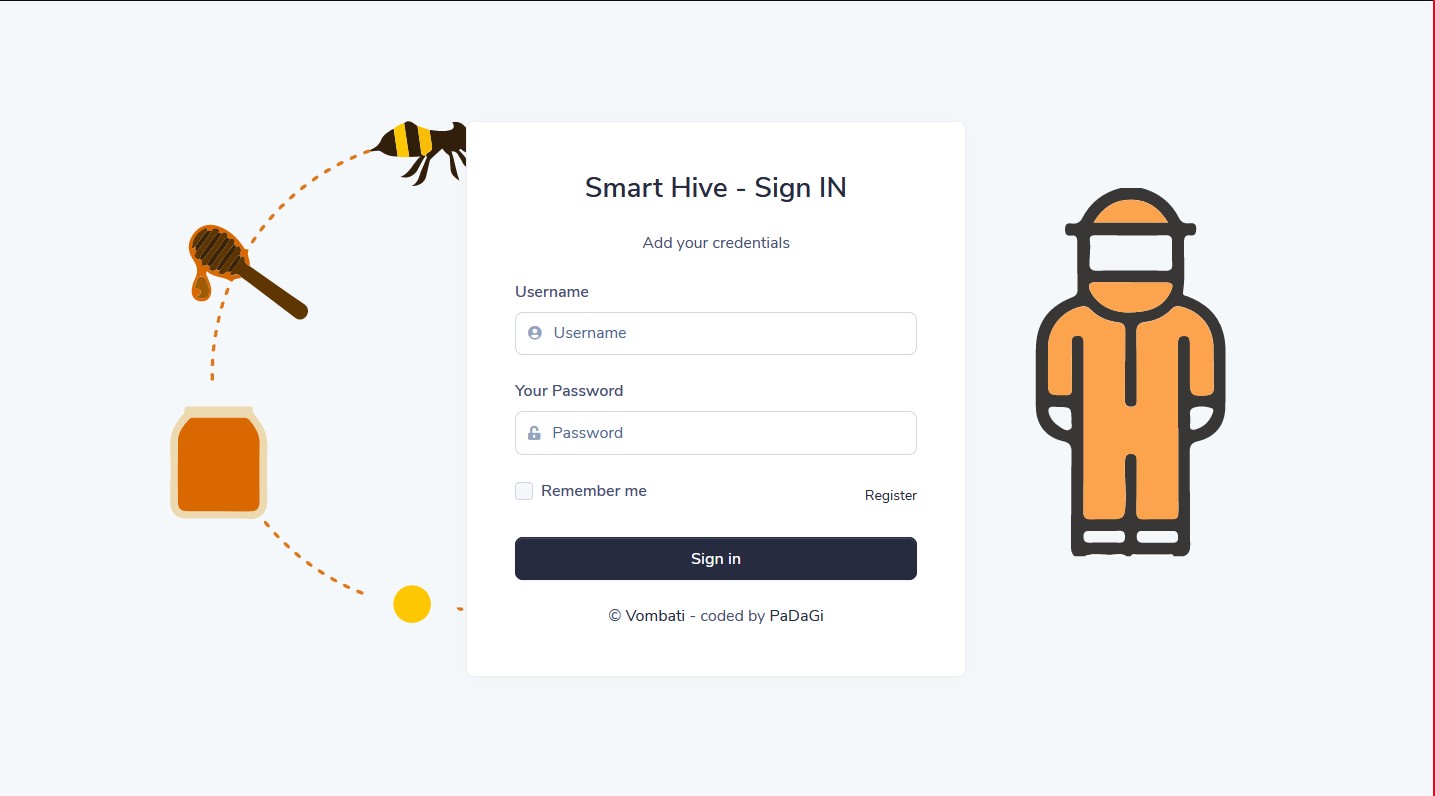 Smart Hive - Sign IN
Add your credentials
Username
Username
Your Password
Password
Remember me
Register
Sign in
© Vombati - coded by PaDaGi